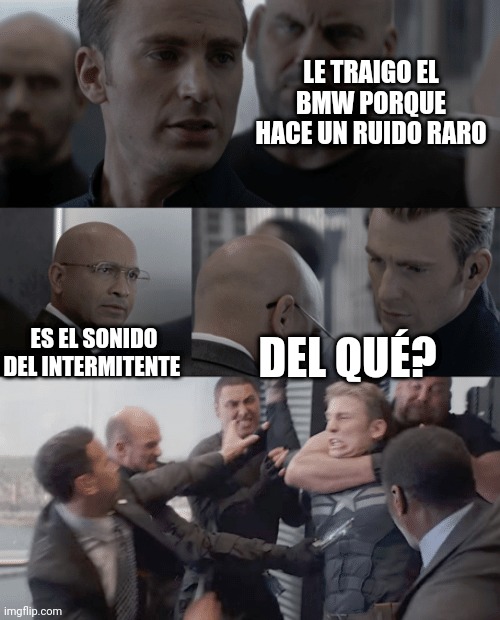 LE TRAIGO EL
BMW PORQUE
HACE UN RUIDO RARO
ES EL SONIDO
DEL INTERMITENTE
DEL QUÉ?
imgflip.com